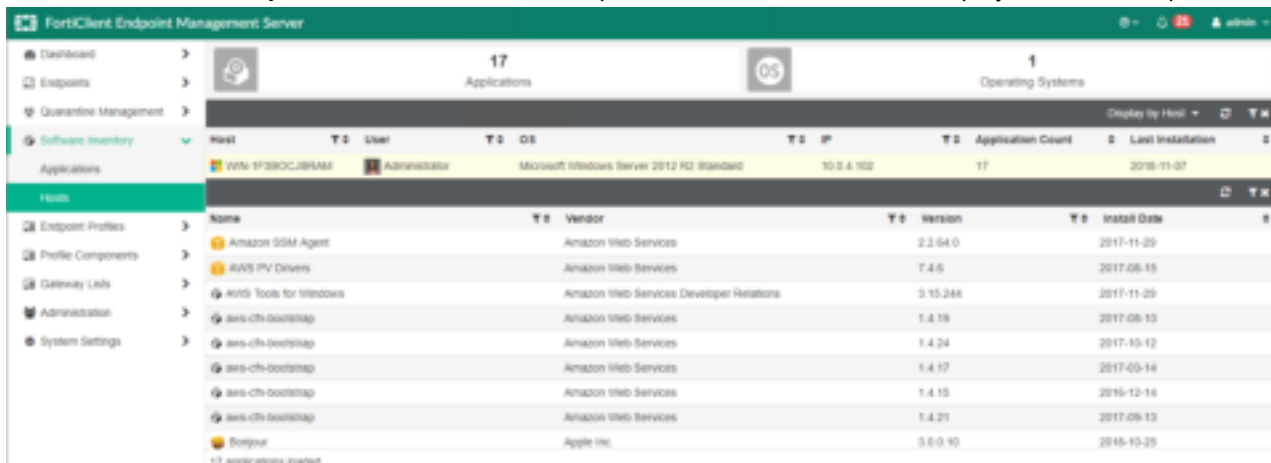 FortiClient Endpoint Management Server 25 admin
Dashboard
Endpoints
Quarantine Management
Software Inventory
Applications
Hosts
Endpoint Profiles
Profile Components
Gateway Lists
Administration
System Settings
17 1
Applications OS Operating Systems
Display by Host
Host User OS IP Application Count Last Installation
Administrator Microsoft Windows Server 2012 R2 Standard 10.0.4.102 17 2018-11-07
Name Vendor Version Install Date
Amazon SSM Agent Amazon Web Services 2.2.64.0 2017-11-29
AWS PV Drivers Amazon Web Services 7.4.6 2017-08-15
AWS Tools for Windows Amazon Web Services Developer Relations 3.15.244 2017-11-29
aws-cfn-bootstrap Amazon Web Services 1.4.19 2017-08-10
aws-cfn-bootstrap Amazon Web Services 1.4.24 2017-10-12
aws-cfn-bootstrap Amazon Web Services 1.4.17 2017-03-14
aws-cfn-bootstrap Amazon Web Services 1.4.15 2016-12-14
aws-cfn-bootstrap Amazon Web Services 1.4.21 2017-09-13
Bonjour Apple Inc. 3.0.0.10 2018-10-25
17 applications loaded